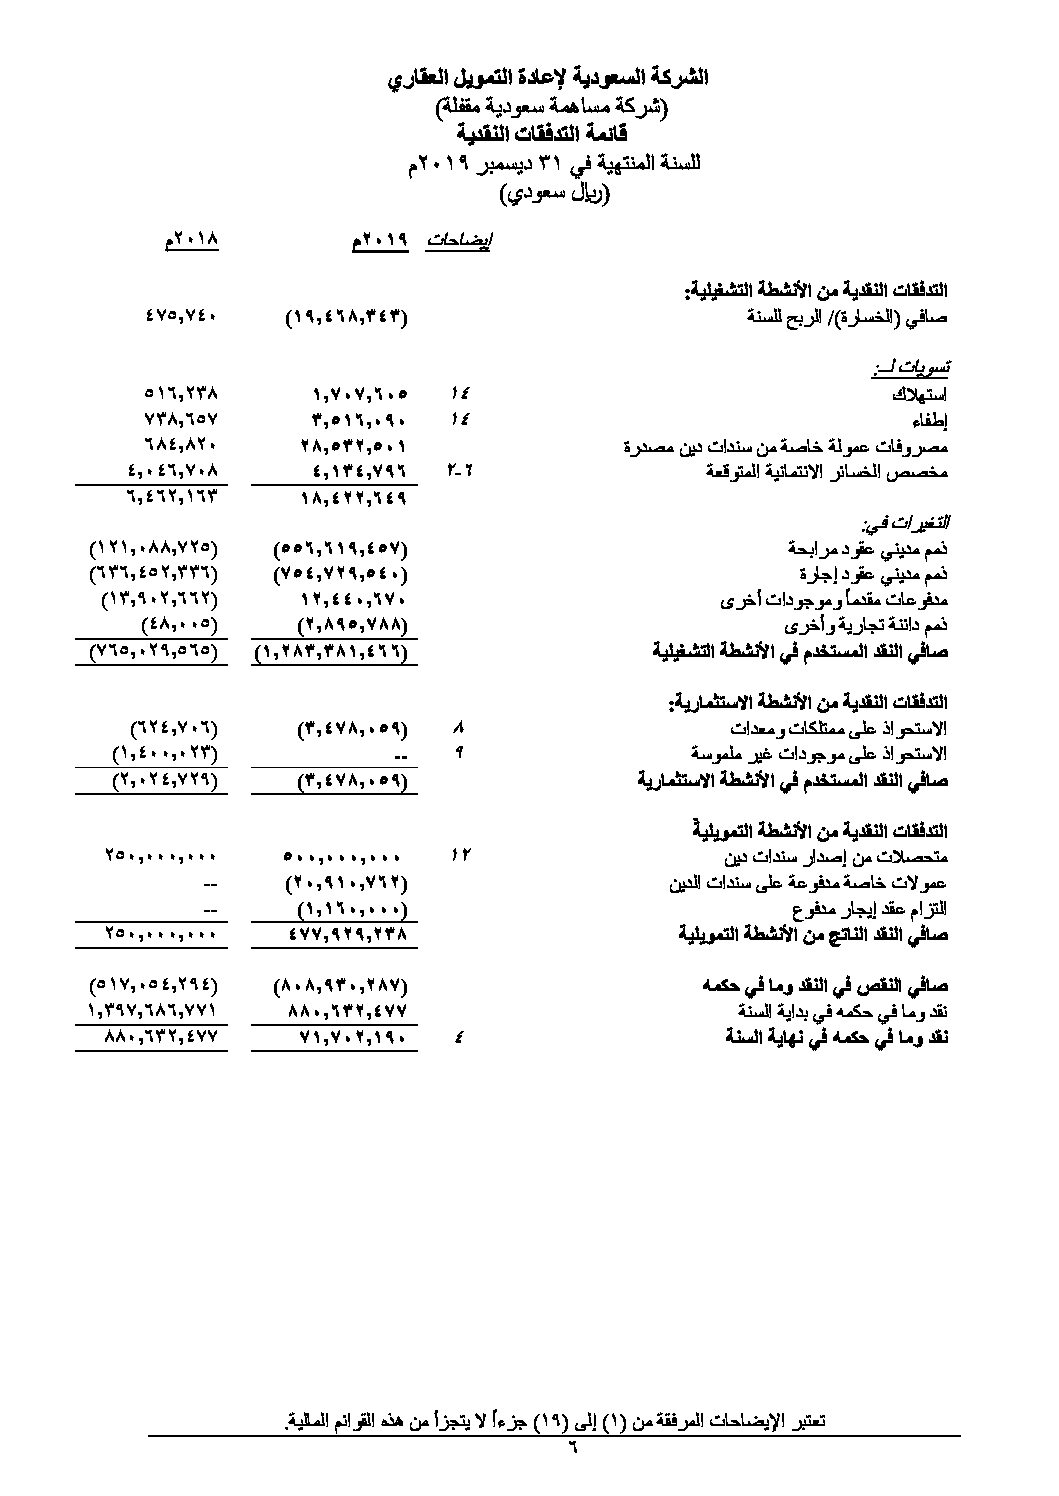 الشركة السعودية لإعادة التمويل العقاري
(شركة مساهمة سعودية مقفلة)
قائمة التدفقات النقدية
للسنة المنتهية في ٣١ ديسمبر ٢٠١٩م
(ريال سعودي)
إيضاحات ٢٠١٩م ٢٠١٨م
التدفقات النقدية من الأنشطة التشغيلية:
صافي (الخسارة)/ الربح للسنة (١٩,٤٦٨,٣٤٣) ٤٧٥,٧٤٠
تسويات لـ:
استهلاك ١٤ ١,٧٠٧,٦٠٥ ٥١٦,٢٣٨
إطفاء ١٤ ٣,٥١٦,٠٩٠ ٧٣٨,٦٥٧
مصروفات عمولة خاصة من سندات دين مصدرة ٢٨,٥٣٢,٥٠١ ٦٨٤,٨٢٠
مخصص الخسائر الائتمانية المتوقعة ٦-٢ ٤,١٣٤,٧٩٦ ٤,٠٤٦,٧٠٨
١٨,٤٢٢,٦٤٩ ٦,٤٦٢,١٦٣
التغيرات في:
ذمم مديني عقود مرابحة (٥٥٦,٦١٩,٤٥٧) (١٢١,٠٨٨,٧٢٥)
ذمم مديني عقود إجارة (٧٥٤,٧٢٩,٥٤٠) (٦٣٦,٤٥٢,٣٣٦)
مدفوعات مقدماً وموجودات أخرى ١٢,٤٤٠,٦٧٠ (١٣,٩٠٢,٦٦٢)
ذمم دائنة تجارية وأخرى (٢,٨٩٥,٧٨٨) (٤٨,٠٠٥)
صافي النقد المستخدم في الأنشطة التشغيلية (١,٢٨٣,٣٨١,٤٦٦) (٧٦٥,٠٢٩,٥٦٥)
التدفقات النقدية من الأنشطة الاستثمارية:
الاستحواذ على ممتلكات ومعدات ٨ (٣,٤٧٨,٠٥٩) (٦٢٤,٧٠٦)
الاستحواذ على موجودات غير ملموسة ٩ -- (١,٤٠٠,٠٢٣)
صافي النقد المستخدم في الأنشطة الاستثمارية (٣,٤٧٨,٠٥٩) (٢,٠٢٤,٧٢٩)
التدفقات النقدية من الأنشطة التمويلية
متحصلات من إصدار سندات دين ١٢ ٥٠٠,٠٠٠,٠٠٠ ٢٥٠,٠٠٠,٠٠٠
عمولات خاصة مدفوعة على سندات الدين (٢٠,٩١٠,٧٦٢) --
التزام عقد إيجار مدفوع (١,١٦٠,٠٠٠) --
صافي النقد الناتج من الأنشطة التمويلية ٤٧٧,٩٢٩,٢٣٨ ٢٥٠,٠٠٠,٠٠٠
صافي النقص في النقد وما في حكمه (٨٠٨,٩٣٠,٢٨٧) (٥١٧,٠٥٤,٢٩٤)
نقد وما في حكمه في بداية السنة ٨٨٠,٦٣٢,٤٧٧ ١,٣٩٧,٦٨٦,٧٧١
نقد وما في حكمه في نهاية السنة ٤ ٧١,٧٠٢,١٩٠ ٨٨٠,٦٣٢,٤٧٧
تعتبر الإيضاحات المرفقة من (١) إلى (١٩) جزءاً لا يتجزأ من هذه القوائم المالية.
٦